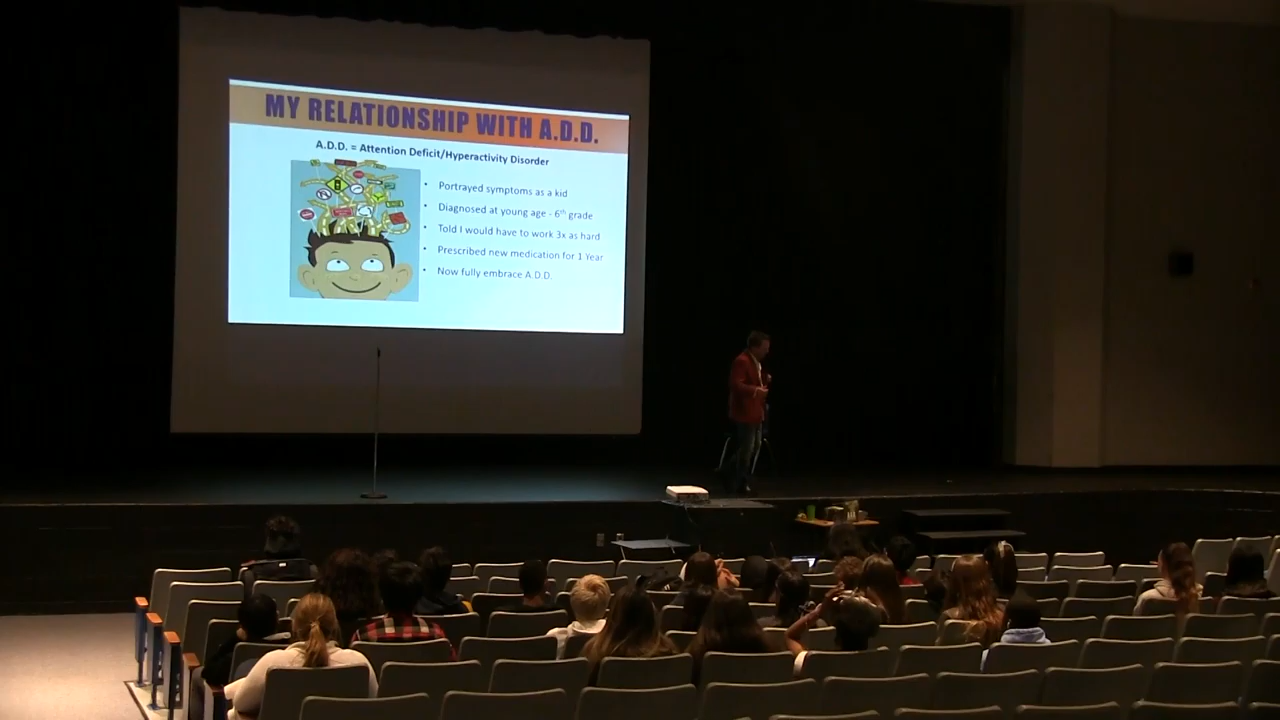 MY RELATIONSHIP WITH A.D.D.
A.D.D. = Attention Deficit/Hyperactivity Disorder
• Portrayed symptoms as a kid
• Diagnosed at young age - 6th grade
• Told I would have to work 3x as hard
• Prescribed new medication for 1 Year
• Now fully embrace A.D.D.